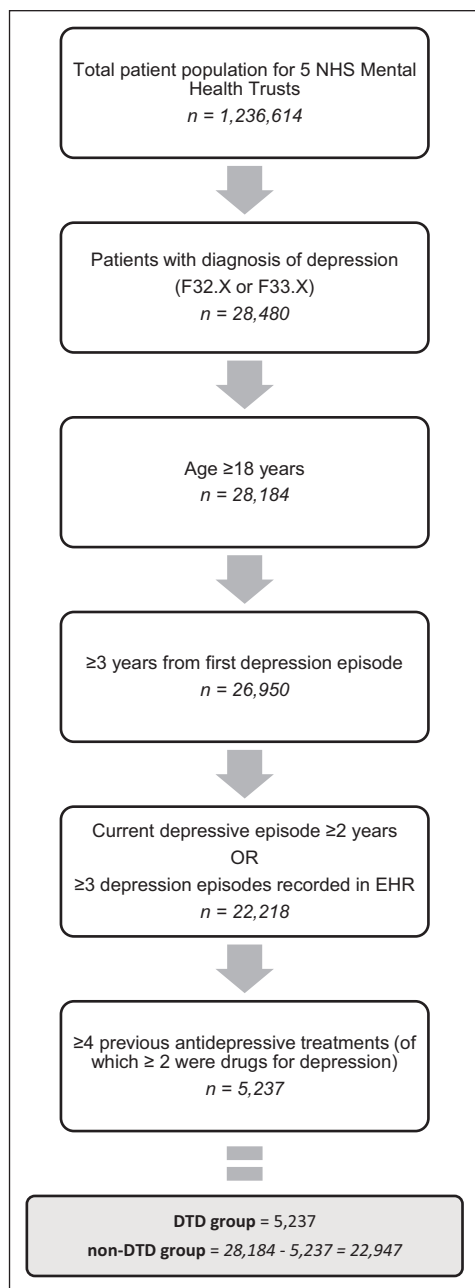 Total patient population for 5 NHS Mental
Health Trusts
n = 1,236,614
Patients with diagnosis of depression
(F32.X or F33.X)
n = 28,480
Age ≥18 years
n = 28,184
≥3 years from first depression episode
n = 26,950
Current depressive episode ≥2 years
OR
≥3 depression episodes recorded in EHR
n = 22,218
≥4 previous antidepressive treatments (of
which ≥ 2 were drugs for depression)
n = 5,237
DTD group = 5,237
non-DTD group = 28,184 - 5,237 = 22,947